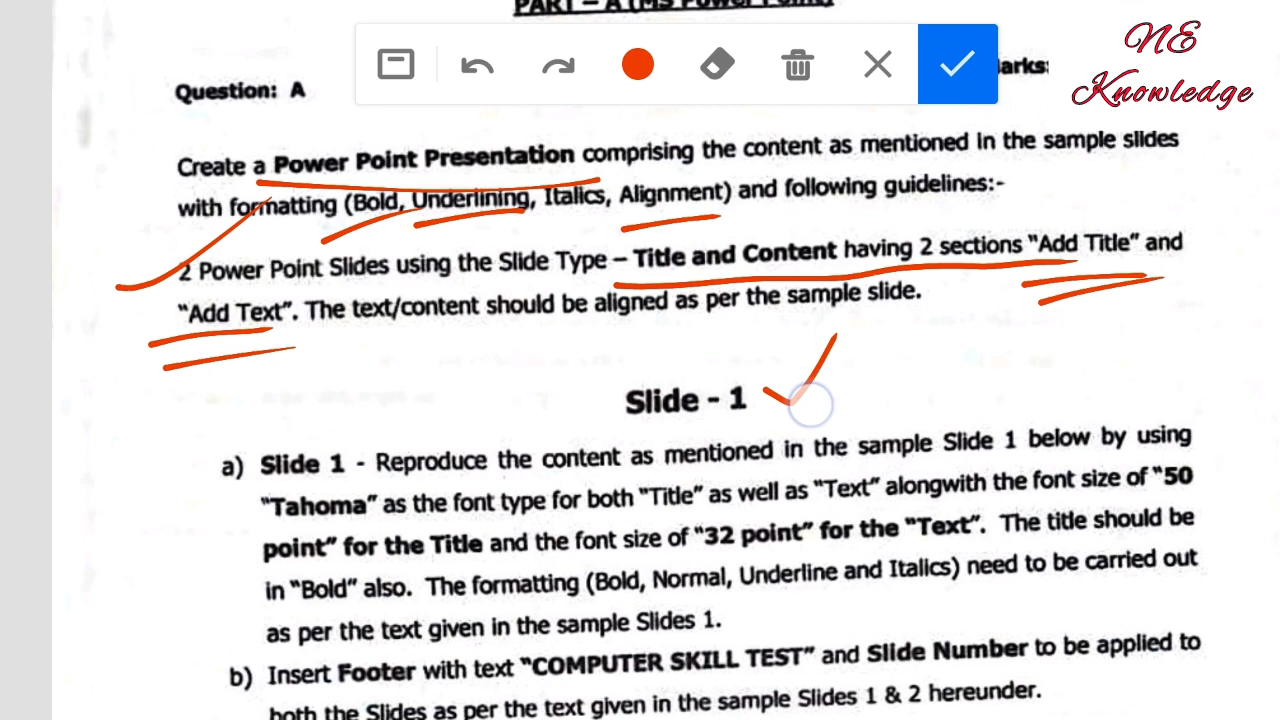 PART – A (MS Power Point)
Question: A
arks:
NE
Knowledge
Create a Power Point Presentation comprising the content as mentioned in the sample slides
with formatting (Bold, Underlining, Italics, Alignment) and following guidelines:-
2 Power Point Slides using the Slide Type – Title and Content having 2 sections "Add Title" and
"Add Text". The text/content should be aligned as per the sample slide.
Slide - 1
a) Slide 1 - Reproduce the content as mentioned in the sample Slide 1 below by using
"Tahoma" as the font type for both "Title" as well as "Text" alongwith the font size of "50
point" for the Title and the font size of "32 point" for the "Text". The title should be
in "Bold" also. The formatting (Bold, Normal, Underline and Italics) need to be carried out
as per the text given in the sample Slides 1.
b) Insert Footer with text "COMPUTER SKILL TEST" and Slide Number to be applied to
both the Slides as per the text given in the sample Slides 1 & 2 hereunder.